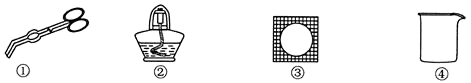 ① ② ③ ④